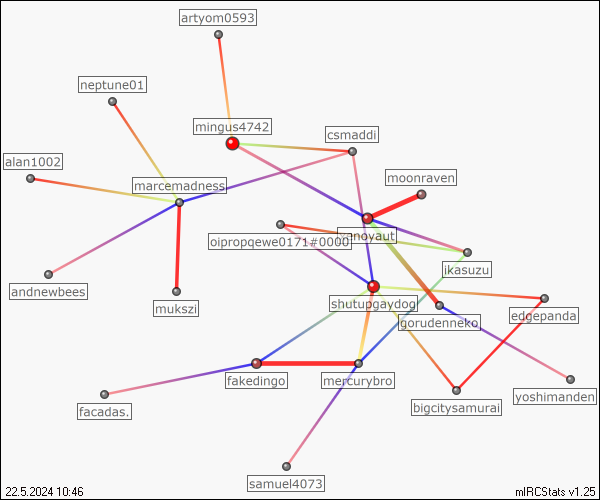 artyom0593
neptune01
mingus4742
csmaddi
alan1002
moonraven
marcemadness
oipropqewe0171#0000
ikasuzu
andnewbees
mukszi
shutupgaydog
edgepanda
gorudenneko
fakedingo
mercurybro
yoshimanden
facadas.
bigcitysamurai
samuel4073
22.5.2024 10:46
mIRCStats v1.25